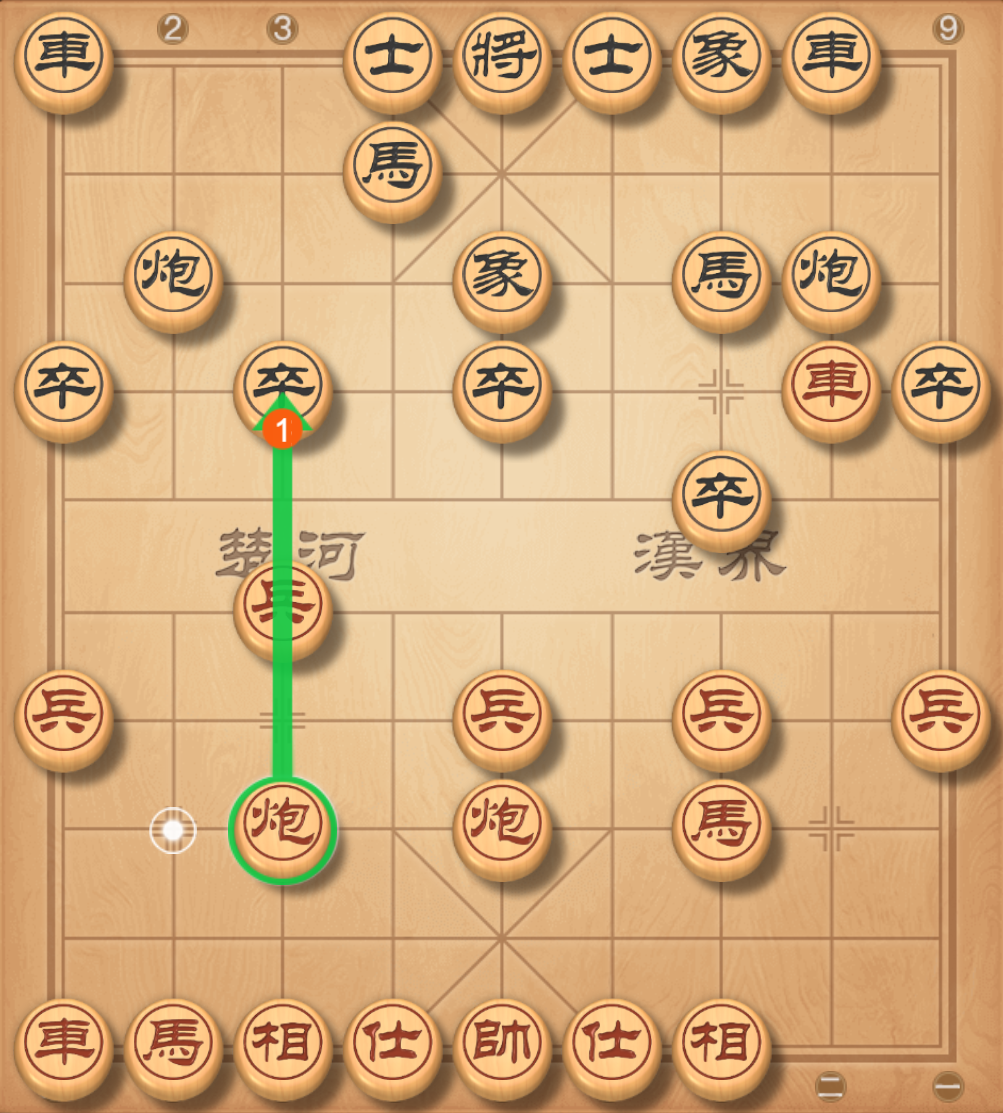 2 3 9
車 士 將 士 象 車
馬
炮 象 馬 炮
卒 卒 卒 車 卒
1
卒
楚河 漢界
兵
兵 兵 兵 兵
炮 炮 馬
車 馬 相 仕 帥 仕 相
二 一